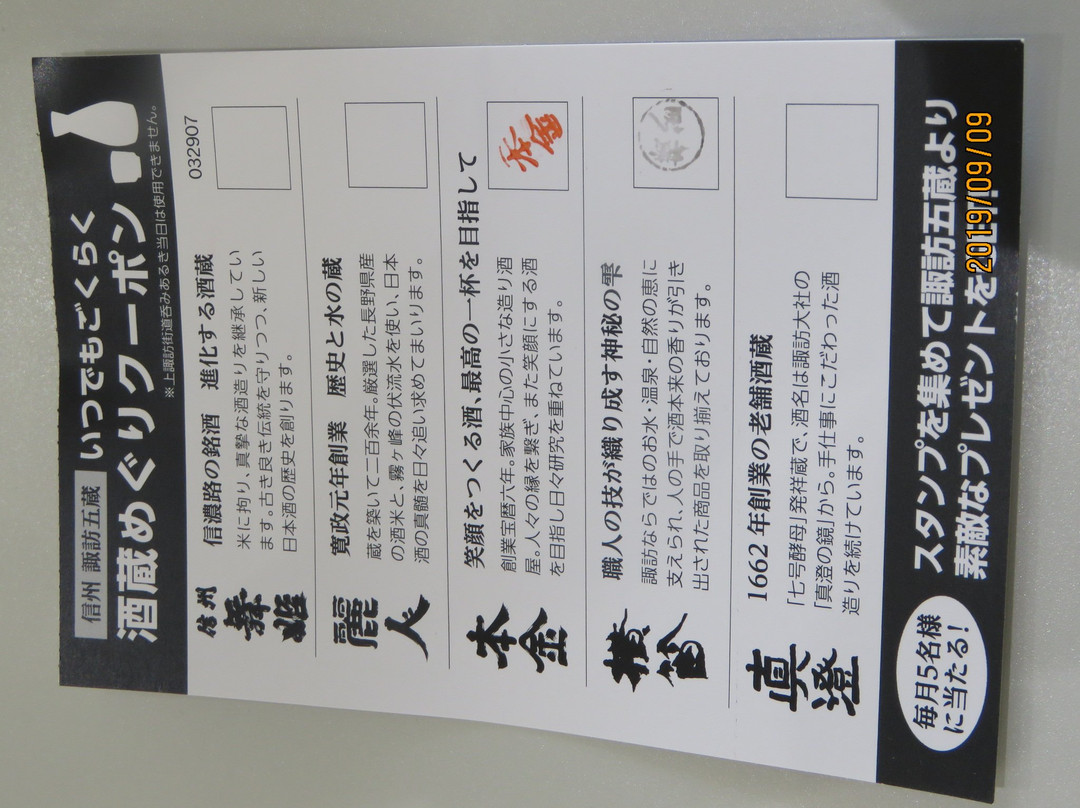 信州 諏訪五蔵
いつでもごくらく
酒蔵めぐりクーポン
※上諏訪街道呑みあるき当日は使用できません。
032907
信州
舞姫
信濃路の銘酒 進化する酒蔵
米に拘り、真摯な酒造りを継承してい
ます。古き良き伝統を守りつつ、新しい
日本酒の歴史を創ります。
麗人
寛政元年創業 歴史と水の蔵
蔵を築いて二百余年。厳選した長野県産
の酒米と、霧ヶ峰の伏流水を使い、日本
酒の真髄を日々追い求めてまいります。
本金
笑顔をつくる酒、最高の一杯を目指して
創業宝暦六年。家族中心の小さな造り酒
屋。人々の縁を繋ぎ、また笑顔にする酒
を目指し日々研究を重ねています。
本金
横笛
職人の技が織り成す神秘の雫
諏訪ならではのお水・温泉・自然の恵に
支えられ、人の手で酒本来の香りが引き
出された商品を取り揃えております。
真澄
1662年創業の老舗酒蔵
「七号酵母」発祥蔵で、酒名は諏訪大社の
「真澄の鏡」から。手仕事にこだわった酒
造りを続けています。
毎月5名様
に当たる!
スタンプを集めて諏訪五蔵より
素敵なプレゼントを
2019/09/09